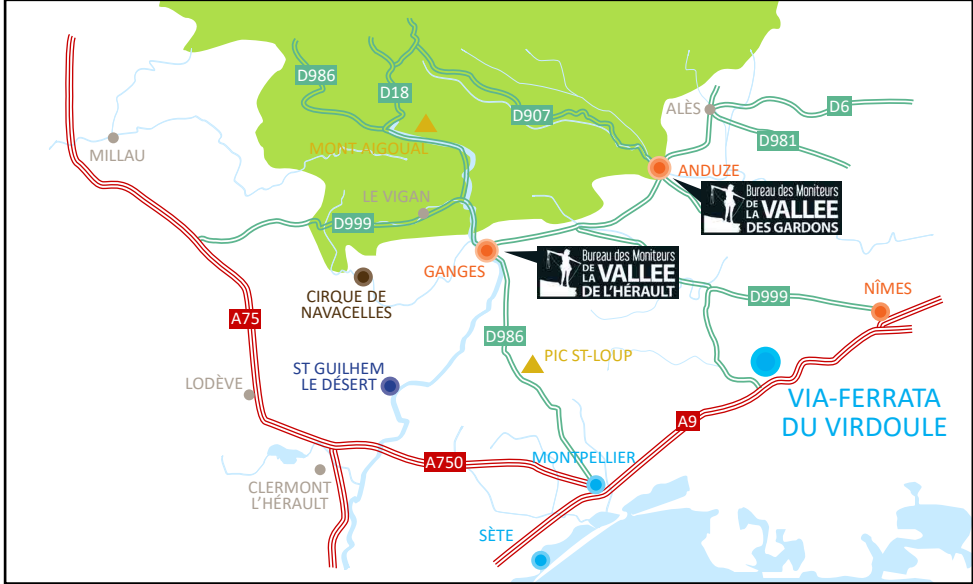 D986
D18
D907
ALÈS
D6
D981
MILLAU
MONT-AIGOUAL
ANDUZE
Bureau des Moniteurs
DE LA VALLEE
DES GARDONS
LE VIGAN
D999
GANGES
Bureau des Moniteurs
DE LA VALLEE
DE L'HÉRAULT
CIRQUE DE
NAVACELLES
D999
NÎMES
A75
D986
PIC ST-LOUP
ST GUILHEM
LE DÉSERT
LODÈVE
VIA-FERRATA
DU VIRDOULE
A9
A750
MONTPELLIER
CLERMONT
L'HÉRAULT
SÈTE